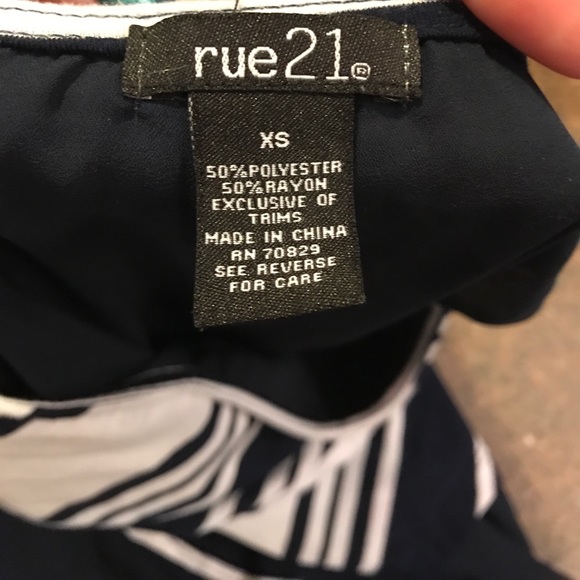 rue21®
XS
50%POLYESTER
50%RAYON
EXCLUSIVE OF
TRIMS
MADE IN CHINA
RN 70829
SEE REVERSE
FOR CARE